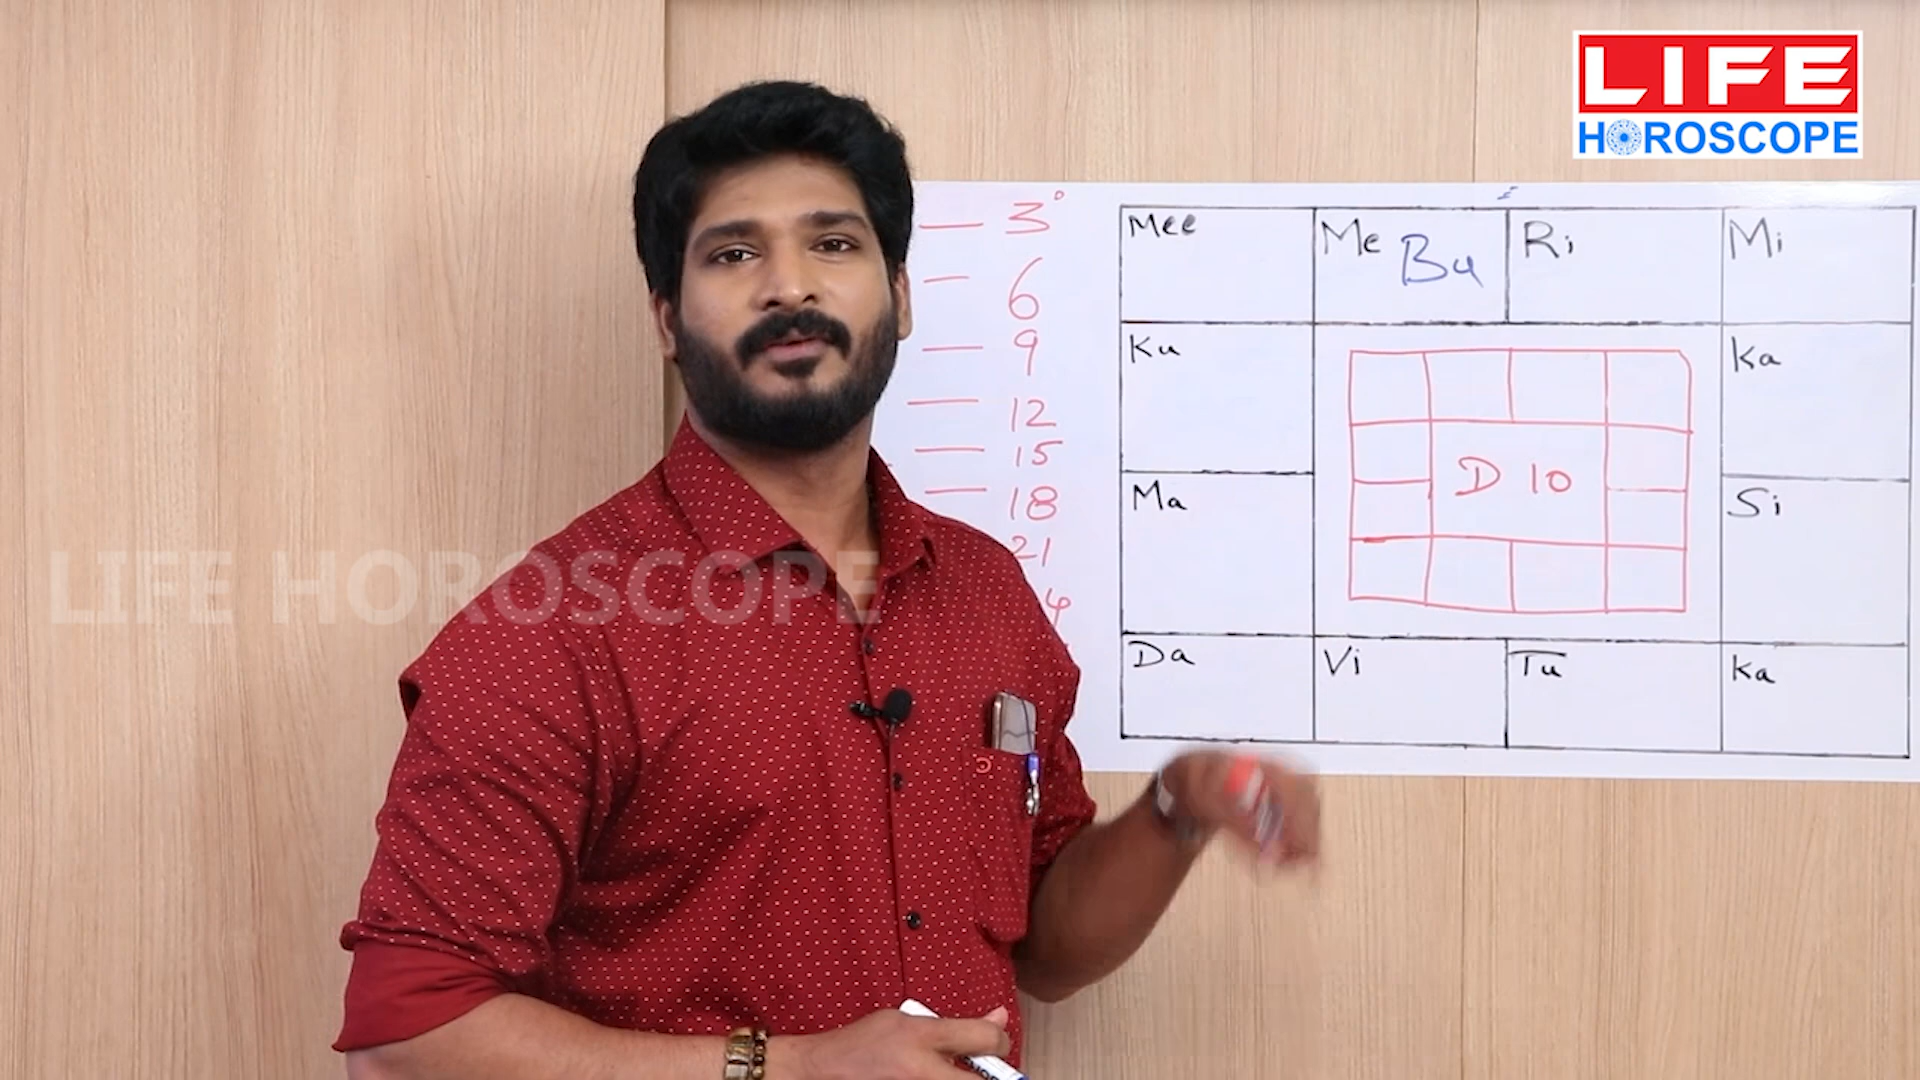 LIFE
HOROSCOPE
3°
6
9
12
15
18
21
4
Mee
Me Bu
Ri
Mi
Ku
Ka
Ma
D 10
Si
Da
Vi
Tu
Ka
LIFE HOROSCOPE